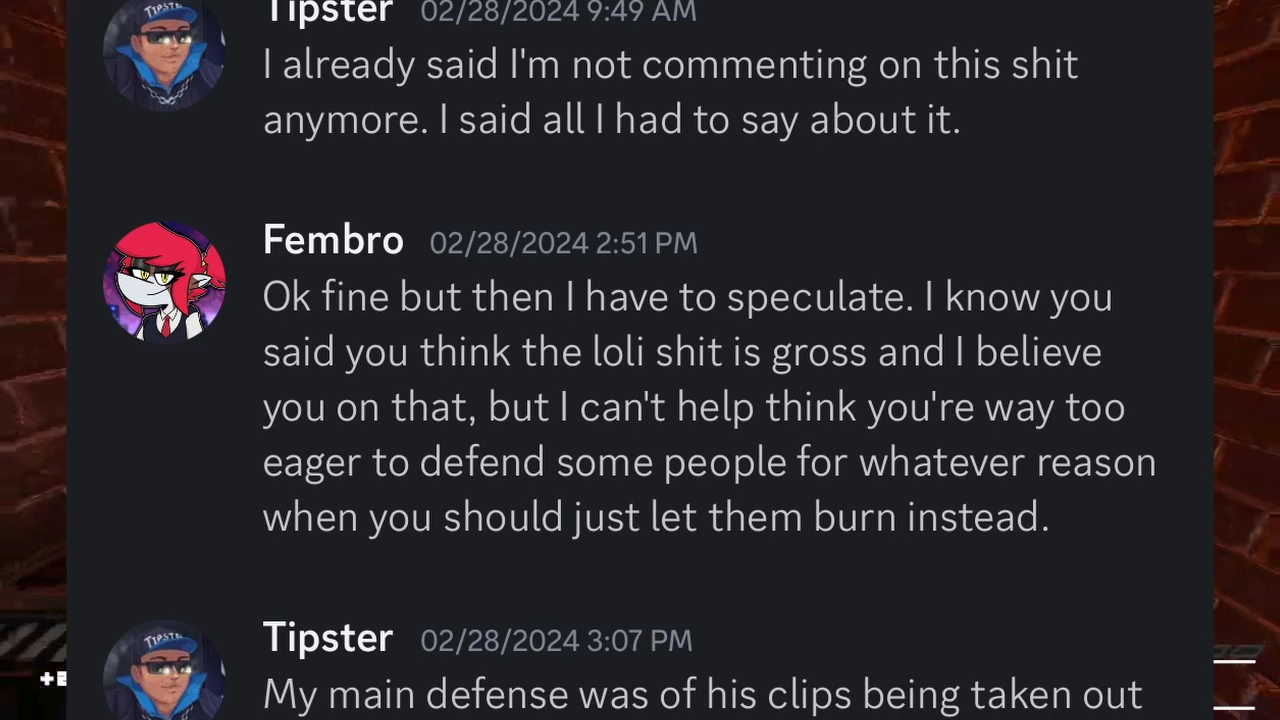 Tipster 02/28/2024 9:49 AM
I already said I'm not commenting on this shit
anymore. I said all I had to say about it.
Fembro 02/28/2024 2:51 PM
Ok fine but then I have to speculate. I know you
said you think the loli shit is gross and I believe
you on that, but I can't help think you're way too
eager to defend some people for whatever reason
when you should just let them burn instead.
Tipster 02/28/2024 3:07 PM
My main defense was of his clips being taken out